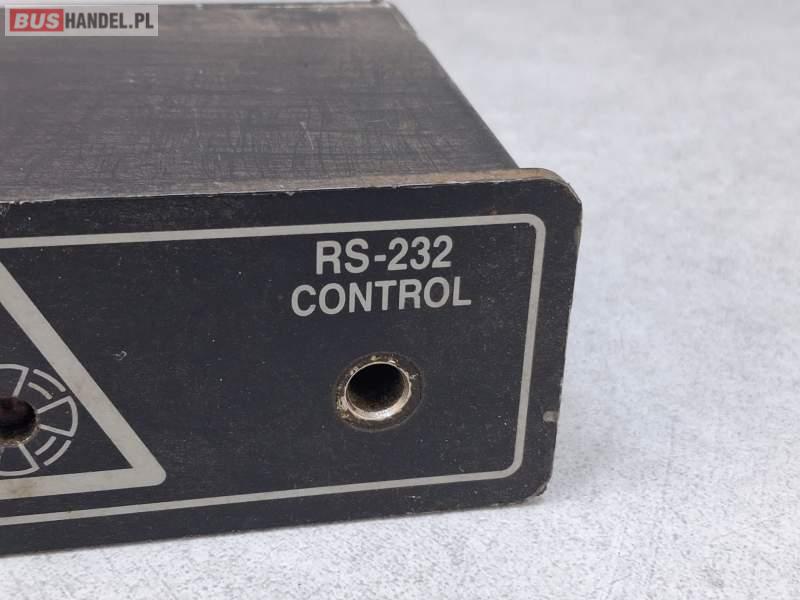 BUSHANDEL.PL
RS-232
CONTROL